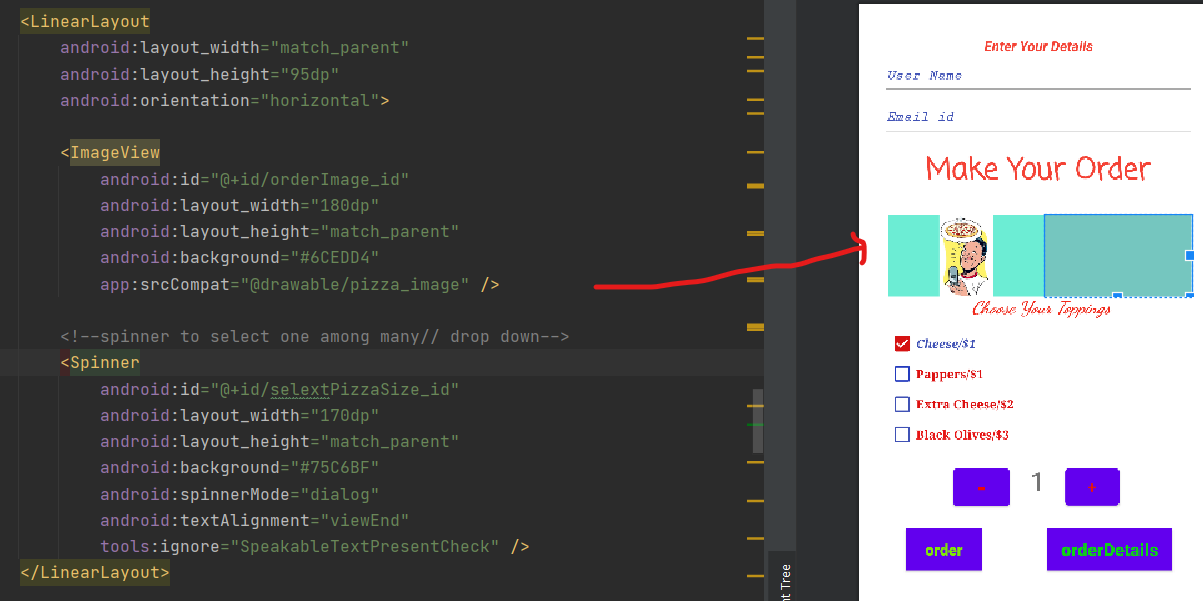 <LinearLayout
android:layout_width="match_parent"
android:layout_height="95dp"
android:orientation="horizontal">
<ImageView
android:id="@+id/orderImage_id"
android:layout_width="180dp"
android:layout_height="match_parent"
android:background="#6CEDD4"
app:srcCompat="@drawable/pizza_image" />
<!--spinner to select one among many// drop down-->
<Spinner
android:id="@+id/selextPizzaSize_id"
android:layout_width="170dp"
android:layout_height="match_parent"
android:background="#75C6BF"
android:spinnerMode="dialog"
android:textAlignment="viewEnd"
tools:ignore="SpeakableTextPresentCheck" />
</LinearLayout>
nt Tree
Enter Your Details
User Name
Email id
Make Your Order
Choose Your Toppings
Cheese/$1
Pappers/$1
Extra Cheese/$2
Black Olives/$3
- 1 +
order orderDetails